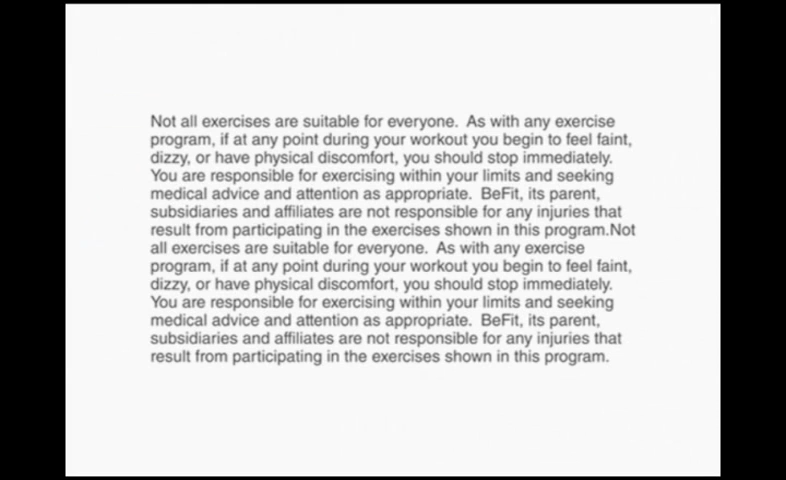 Not all exercises are suitable for everyone.  As with any exercise
program, if at any point during your workout you begin to feel faint,
dizzy, or have physical discomfort, you should stop immediately.
You are responsible for exercising within your limits and seeking
medical advice and attention as appropriate.  BeFit, its parent,
subsidiaries and affiliates are not responsible for any injuries that
result from participating in the exercises shown in this program.Not
all exercises are suitable for everyone.  As with any exercise
program, if at any point during your workout you begin to feel faint,
dizzy, or have physical discomfort, you should stop immediately.
You are responsible for exercising within your limits and seeking
medical advice and attention as appropriate.  BeFit, its parent,
subsidiaries and affiliates are not responsible for any injuries that
result from participating in the exercises shown in this program.